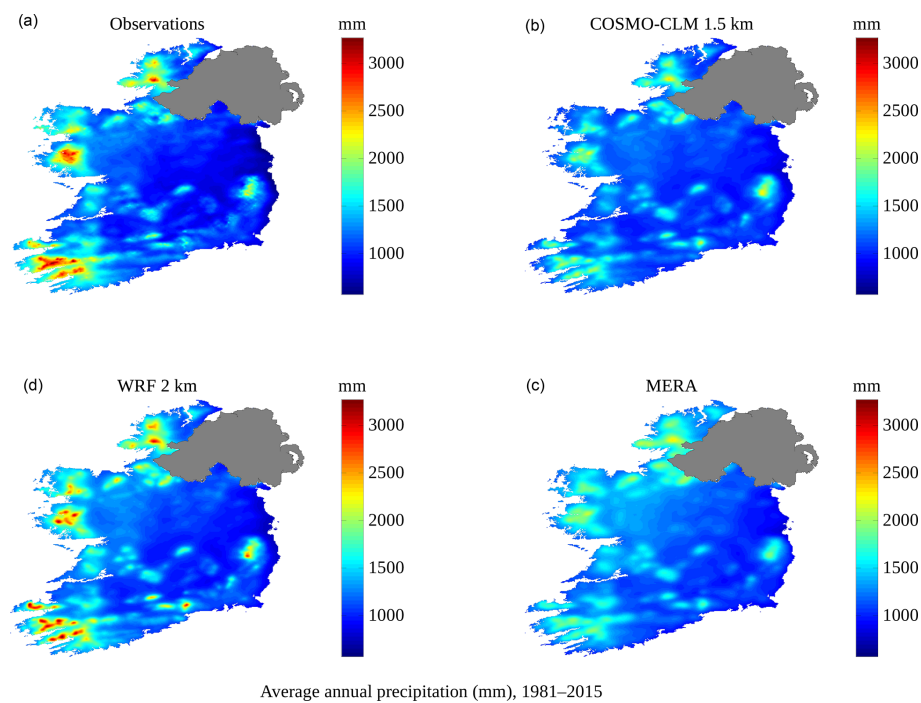 (a)
Observations
mm
3000
2500
2000
1500
1000
(b)
COSMO-CLM 1.5 km
mm
3000
2500
2000
1500
1000
(d)
WRF 2 km
mm
3000
2500
2000
1500
1000
(c)
MERA
mm
3000
2500
2000
1500
1000
Average annual precipitation (mm), 1981–2015